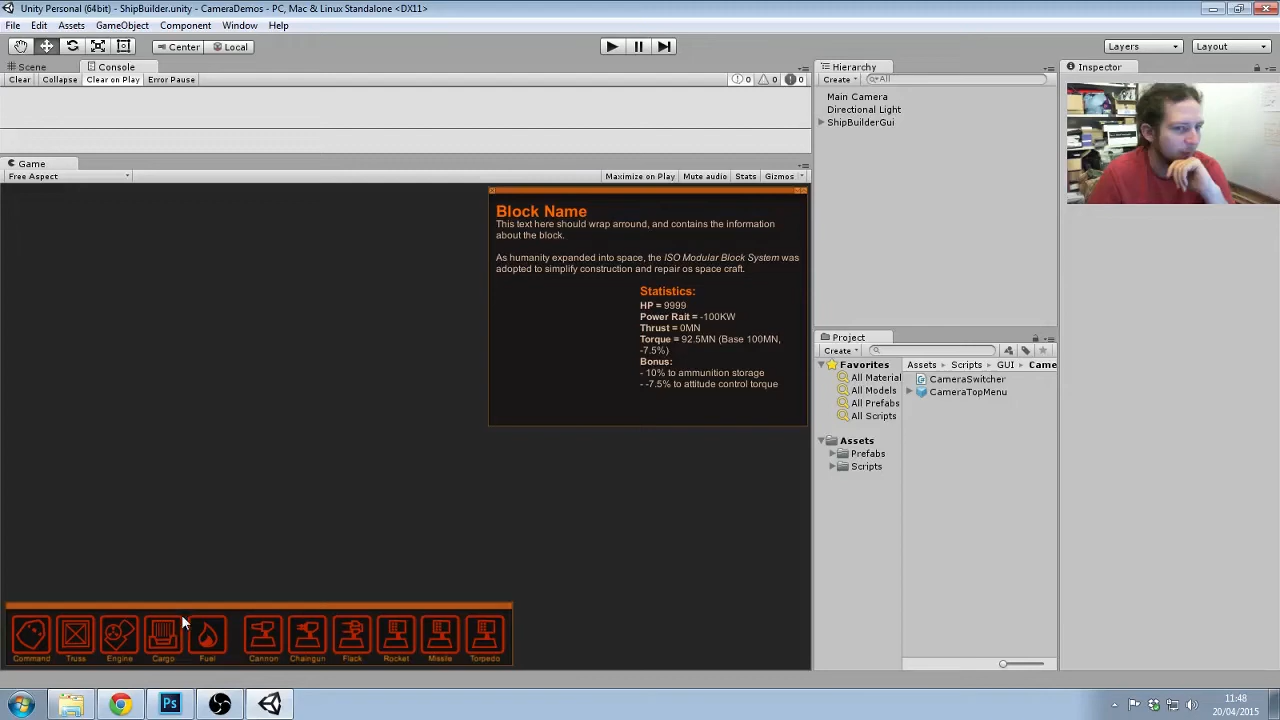 Unity Personal (64bit) - ShipBuilder.unity - CameraDemos - PC, Mac & Linux Standalone <DX11>
File Edit Assets GameObject Component Window Help
Center Local Layers Layout
Scene Console Hierarchy Inspector
Clear Collapse Clear on Play Error Pause 0 0 0 Create All
Main Camera
Directional Light
ShipBuilderGui
Game
Free Aspect Maximize on Play Mute audio Stats Gizmos
Block Name
This text here should wrap arround, and contains the information
about the block.
As humanity expanded into space, the ISO Modular Block System was
adopted to simplify construction and repair os space craft.
Statistics:
HP = 9999
Power Rait = -100KW
Thrust = 0MN
Torque = 92.5MN (Base 100MN,
-7.5%)
Bonus:
- 10% to ammunition storage
- -7.5% to attitude control torque
Project
Create
Favorites
All Material
All Models
All Prefabs
All Scripts
Assets
Prefabs
Scripts
Assets Scripts GUI Came
CameraSwitcher
CameraTopMenu
Command Truss Engine Cargo Fuel Cannon Chaingun Flack Rocket Missile Torpedo
Ps
11:48
20/04/2015